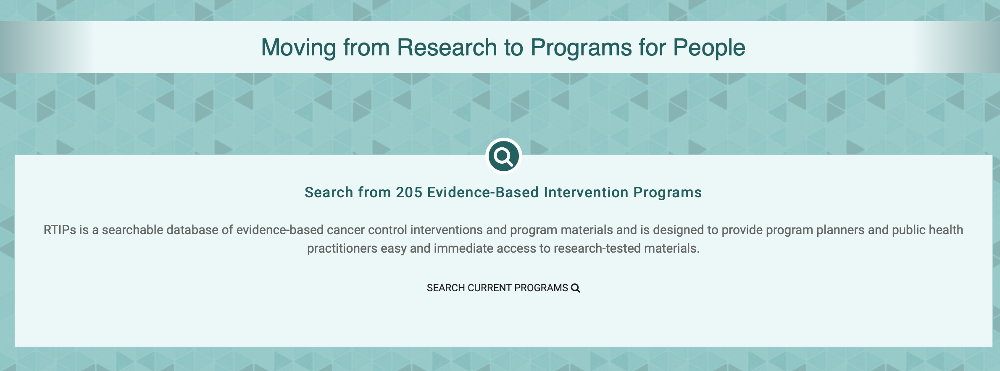 Moving from Research to Programs for People
Search from 205 Evidence-Based Intervention Programs
RTIPs is a searchable database of evidence-based cancer control interventions and program materials and is designed to provide program planners and public health
practitioners easy and immediate access to research-tested materials.
SEARCH CURRENT PROGRAMS